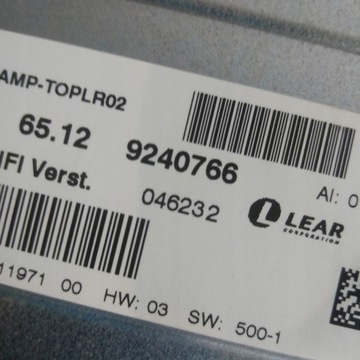 AMP-TOPLR02
65.12 9240766
IFI Verst. 046232
AI: 0
LEAR
CORPORATION
11971 00 HW: 03 SW: 500-1